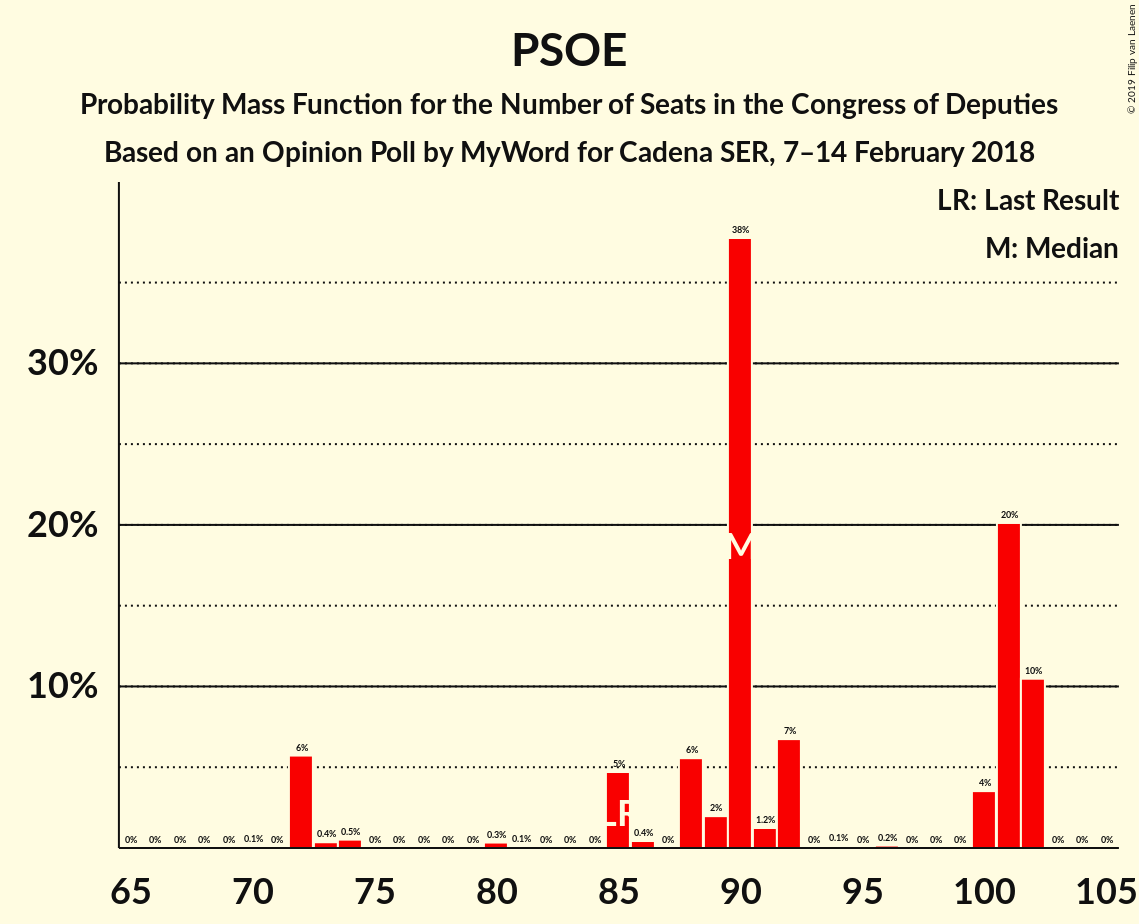 PSOE
Probability Mass Function for the Number of Seats in the Congress of Deputies
Based on an Opinion Poll by MyWord for Cadena SER, 7–14 February 2018
© 2019 Filip van Laenen
LR: Last Result
M: Median
38%
30%
20%
20%
M
10%
10%
7%
6%
6%
5%
4%
LR
2%
1.2%
0% 0% 0% 0% 0% 0.1% 0% 0.4% 0.5% 0% 0% 0% 0% 0% 0.3% 0.1% 0% 0% 0% 0.4% 0% 0% 0.1% 0% 0.2% 0% 0% 0% 0% 0% 0%
65 70 75 80 85 90 95 100 105